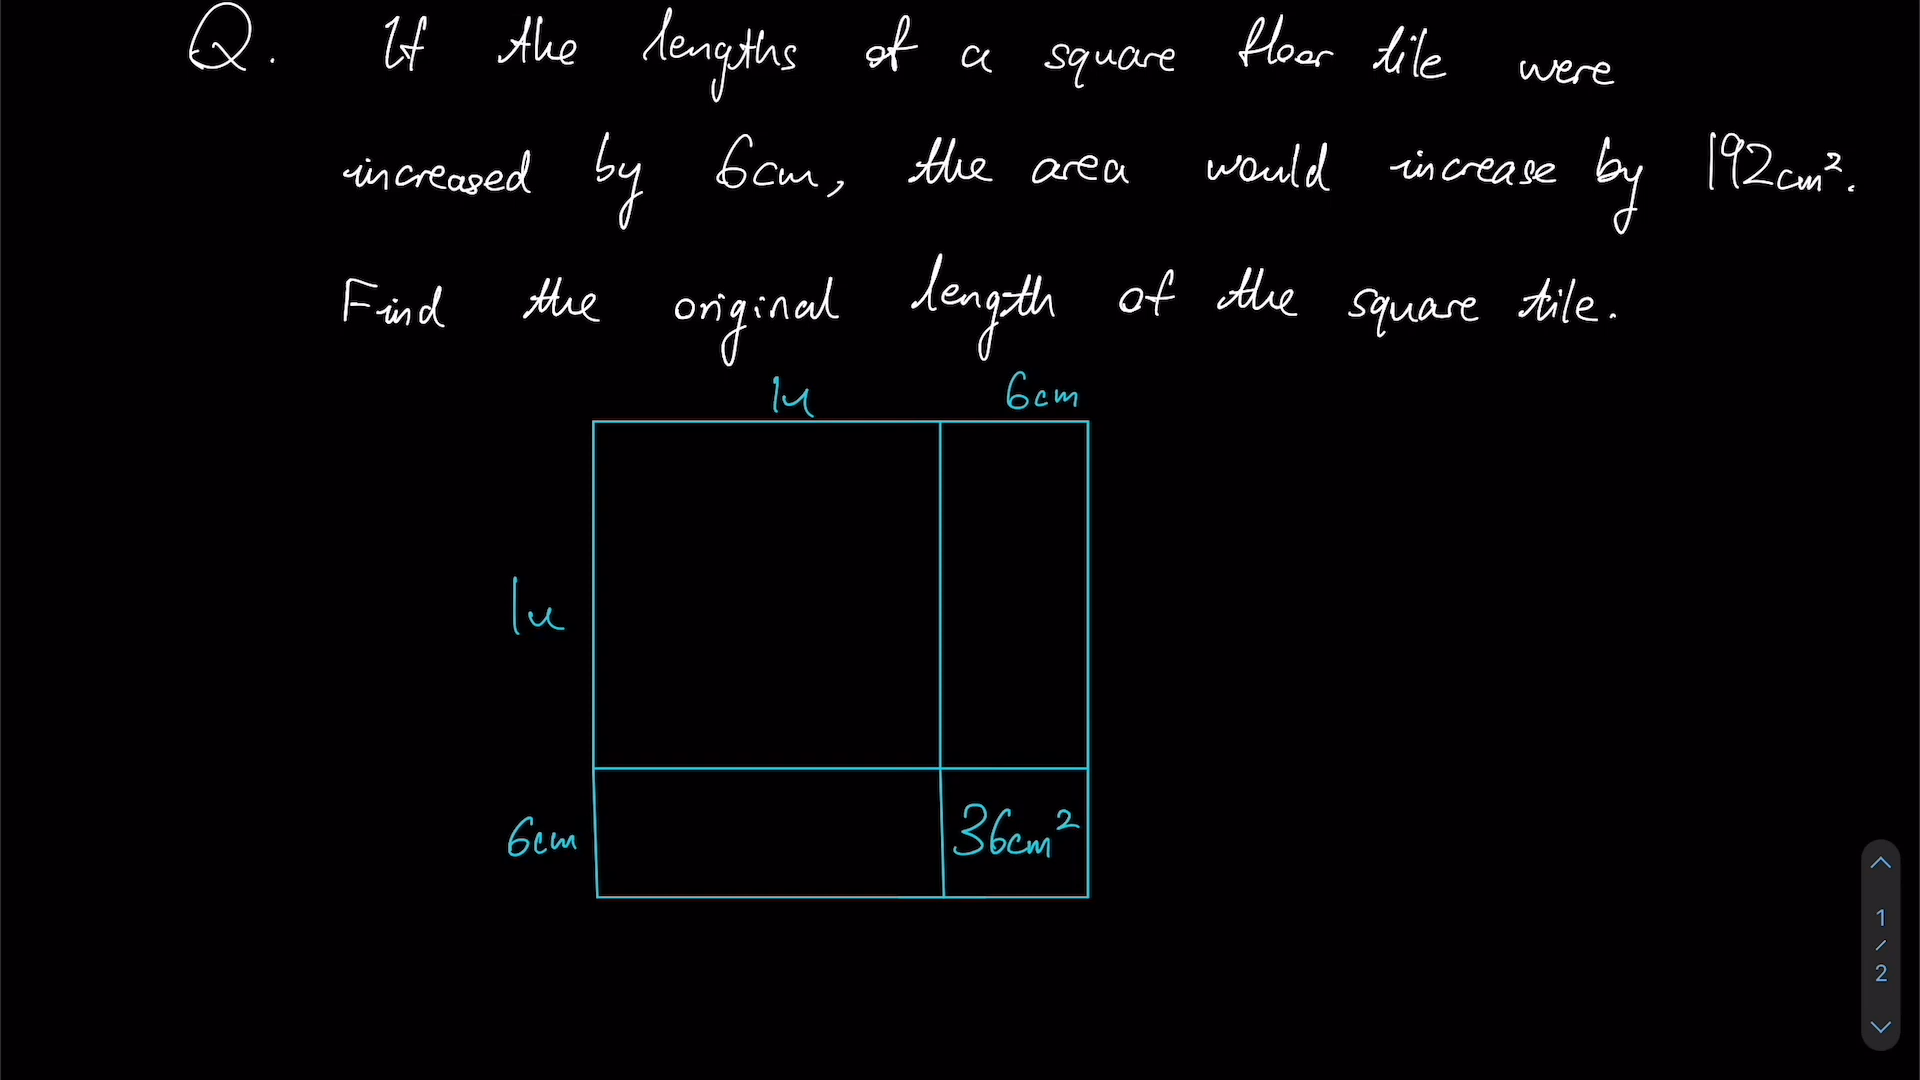 Q. If the lengths of a square floor tile were
increased by 6cm, the area would increase by 192cm².
Find the original length of the square tile.
1u 6cm
1u
6cm 36cm²
1
/
2